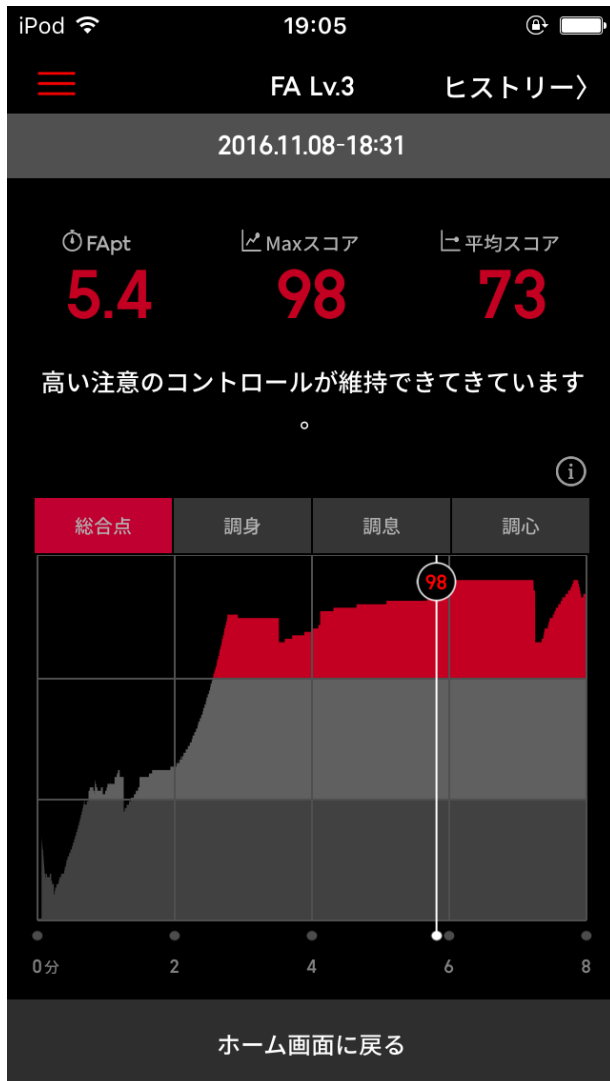 iPod 19:05
FA Lv.3 ヒストリー〉
2016.11.08-18:31
FApt Maxスコア 平均スコア
5.4 98 73
高い注意のコントロールが維持できてきています
。
i
総合点 調身 調息 調心
98
0分 2 4 6 8
ホーム画面に戻る